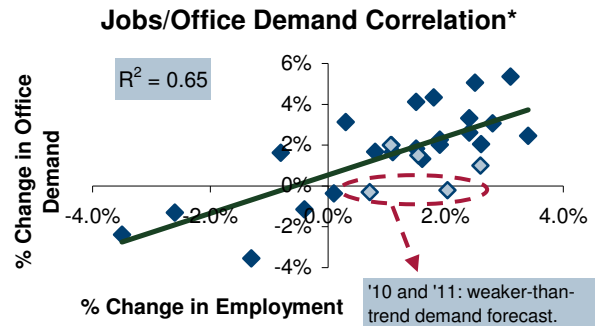 Jobs/Office Demand Correlation*
R² = 0.65
% Change in Office
Demand
6%
4%
2%
0%
-2%
-4%
-4.0% -2.0% 0.0% 2.0% 4.0%
% Change in Employment
'10 and '11: weaker-than-
trend demand forecast.